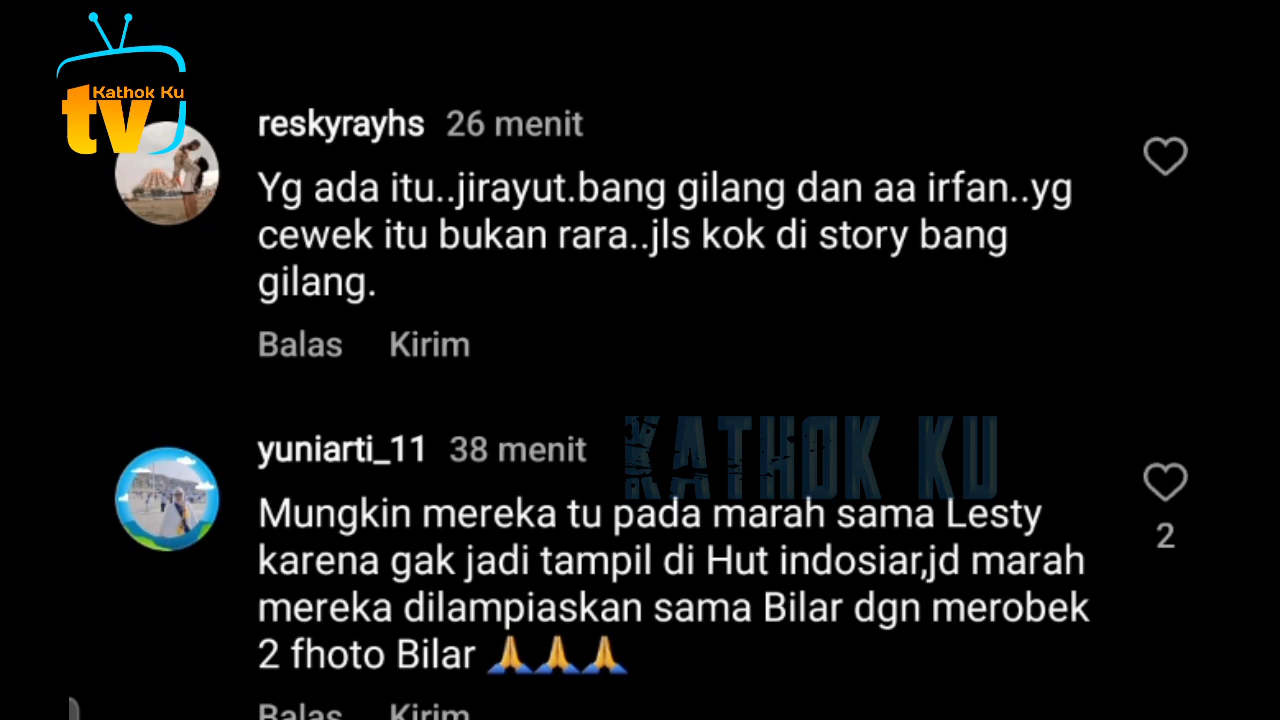 Kathok Ku
tv
reskyrayhs 26 menit
Yg ada itu..jirayut.bang gilang dan aa irfan..yg
cewek itu bukan rara..jls kok di story bang
gilang.
Balas Kirim
KATHOK KU
yuniarti_11 38 menit
Mungkin mereka tu pada marah sama Lesty
karena gak jadi tampil di Hut indosiar,jd marah
mereka dilampiaskan sama Bilar dgn merobek
2 fhoto Bilar 🙏🙏🙏
2
Balas Kirim